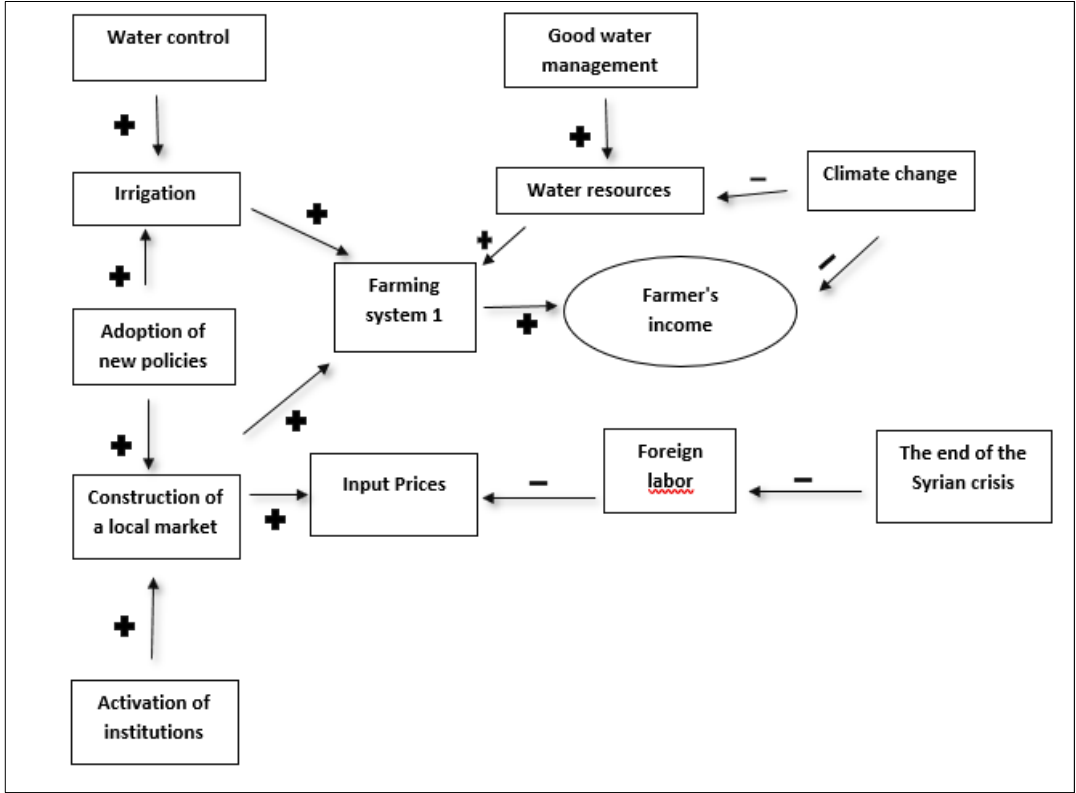 Water control
Good water
management
Irrigation
Water resources
Climate change
Farming
system 1
Farmer's
income
Adoption of
new policies
Construction of
a local market
Input Prices
Foreign
labor
The end of the
Syrian crisis
Activation of
institutions